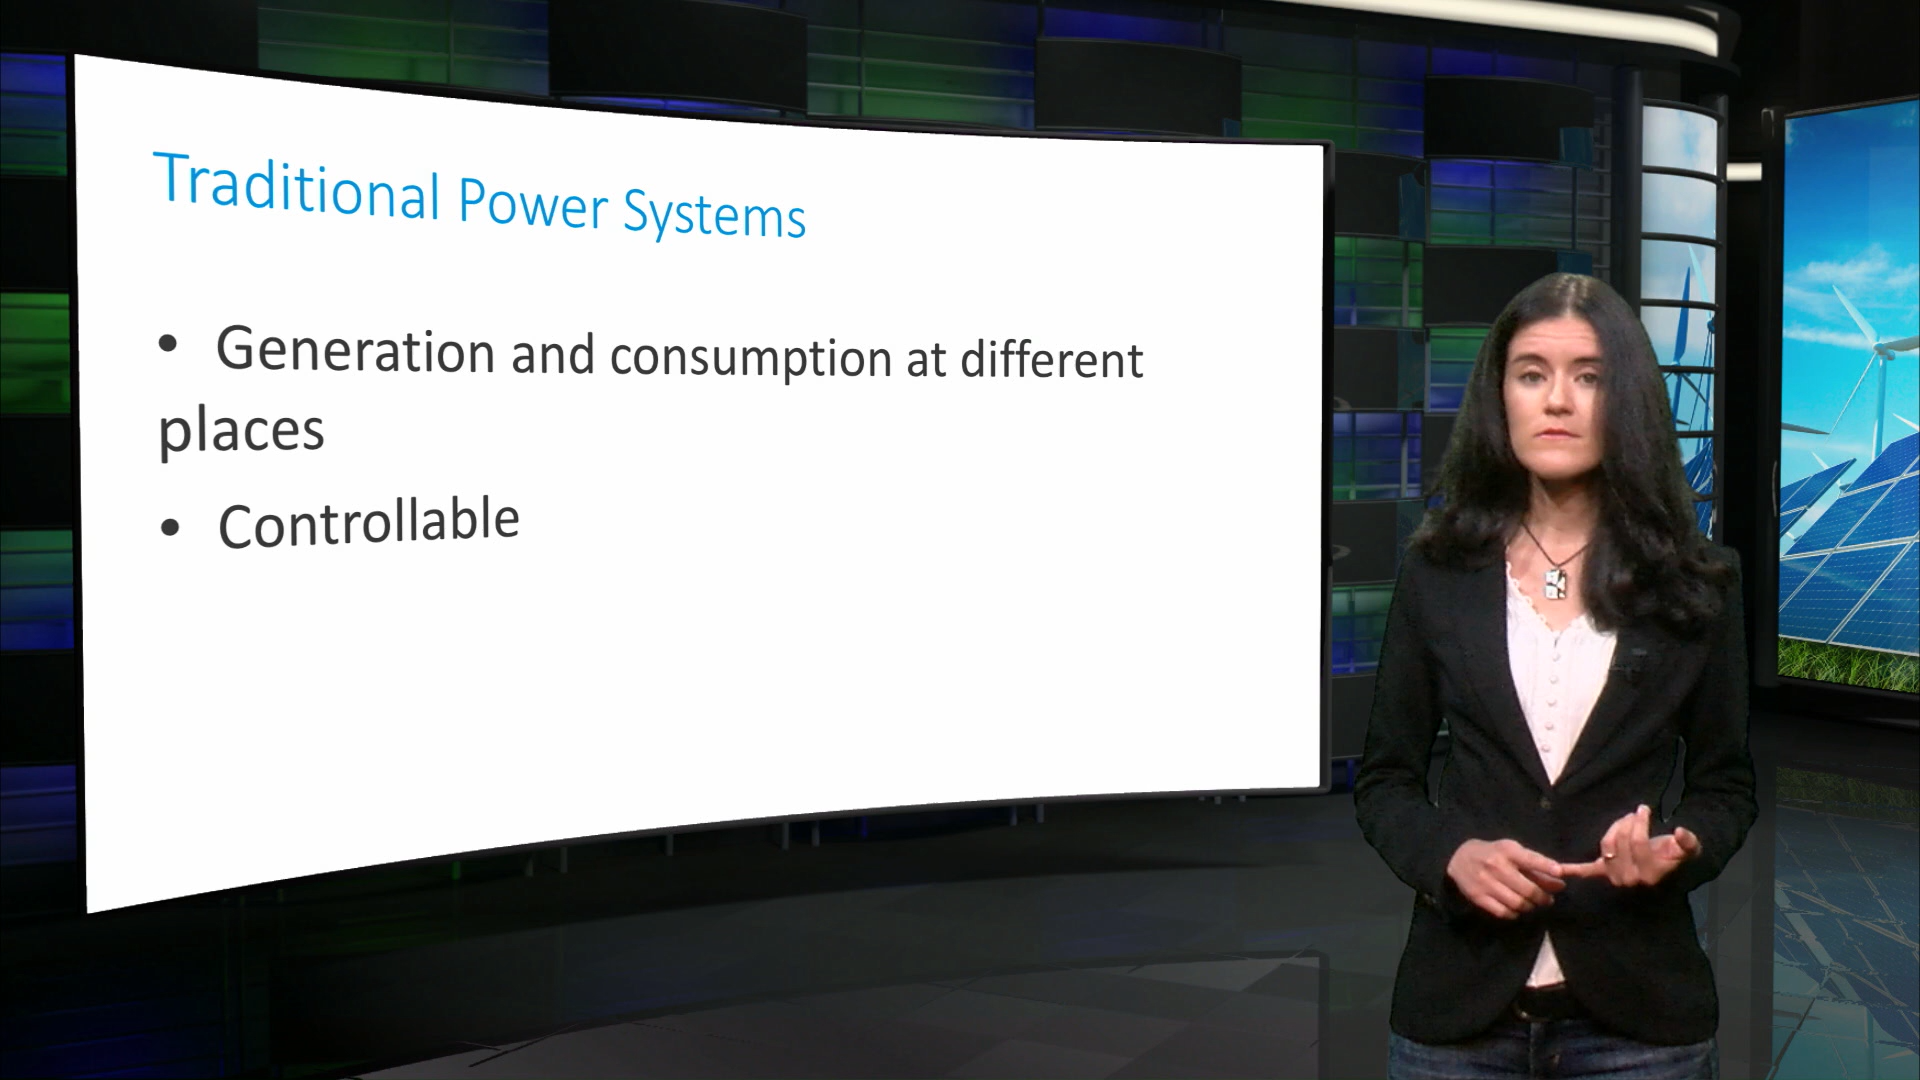 Traditional Power Systems
• Generation and consumption at different
places
• Controllable